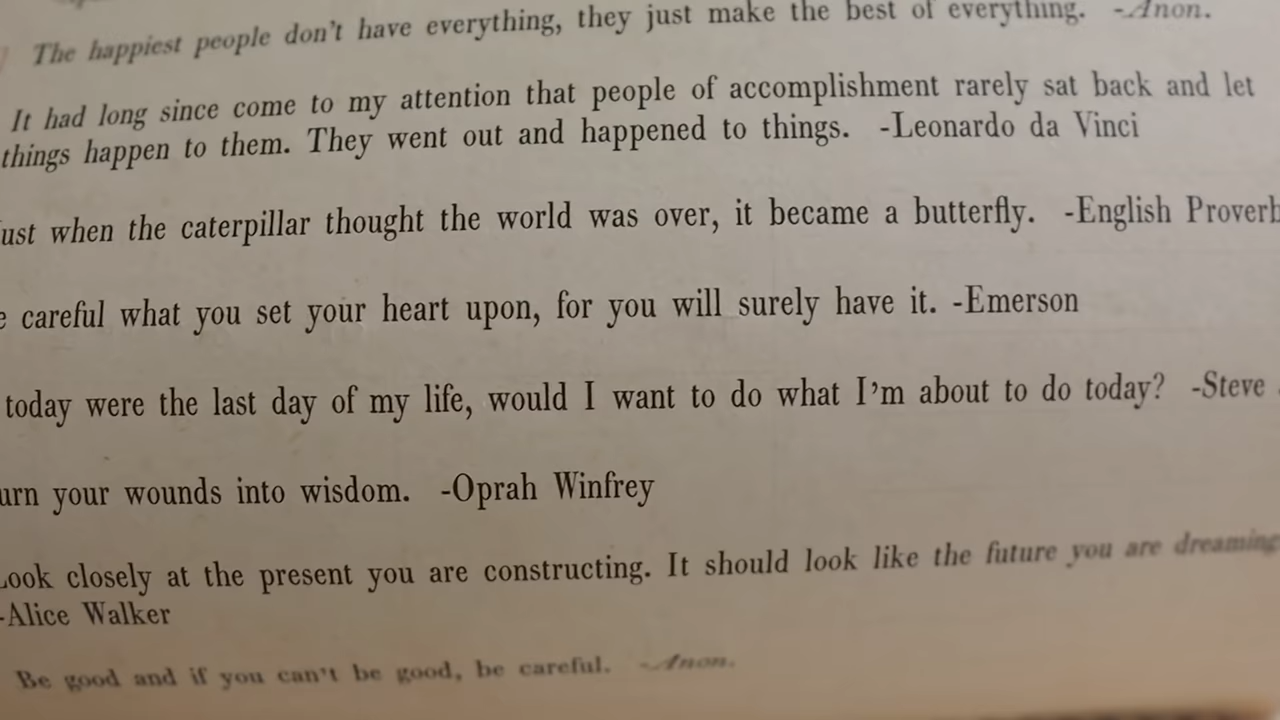 The happiest people don't have everything, they just make the best of everything. -Anon.
It had long since come to my attention that people of accomplishment rarely sat back and let
things happen to them. They went out and happened to things. -Leonardo da Vinci
ust when the caterpillar thought the world was over, it became a butterfly. -English Proverb
e careful what you set your heart upon, for you will surely have it. -Emerson
today were the last day of my life, would I want to do what I'm about to do today? -Steve
urn your wounds into wisdom. -Oprah Winfrey
Look closely at the present you are constructing. It should look like the future you are dreaming
-Alice Walker
Be good and if you can't be good, be careful. -Anon.